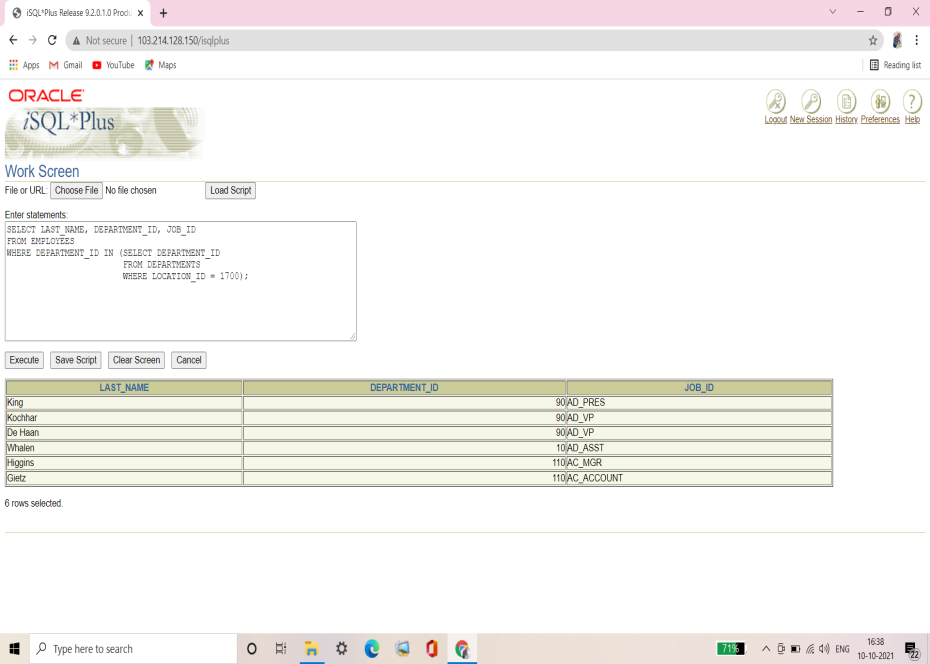 iSQL*Plus Release 9.2.0.1.0 Produ
Not secure | 103.214.128.150/isqlplus
Apps Gmail YouTube Maps Reading list
ORACLE
iSQL*Plus
Logout New Session History Preferences Help
Work Screen
File or URL: Choose File No file chosen Load Script
Enter statements:
SELECT LAST_NAME, DEPARTMENT_ID, JOB_ID
FROM EMPLOYEES
WHERE DEPARTMENT_ID IN (SELECT DEPARTMENT_ID
FROM DEPARTMENTS
WHERE LOCATION_ID = 1700);
Execute Save Script Clear Screen Cancel
LAST_NAME DEPARTMENT_ID JOB_ID
King 90 AD_PRES
Kochhar 90 AD_VP
De Haan 90 AD_VP
Whalen 10 AD_ASST
Higgins 110 AC_MGR
Gietz 110 AC_ACCOUNT
6 rows selected.
Type here to search 71% ENG 16:38
10-10-2021 22